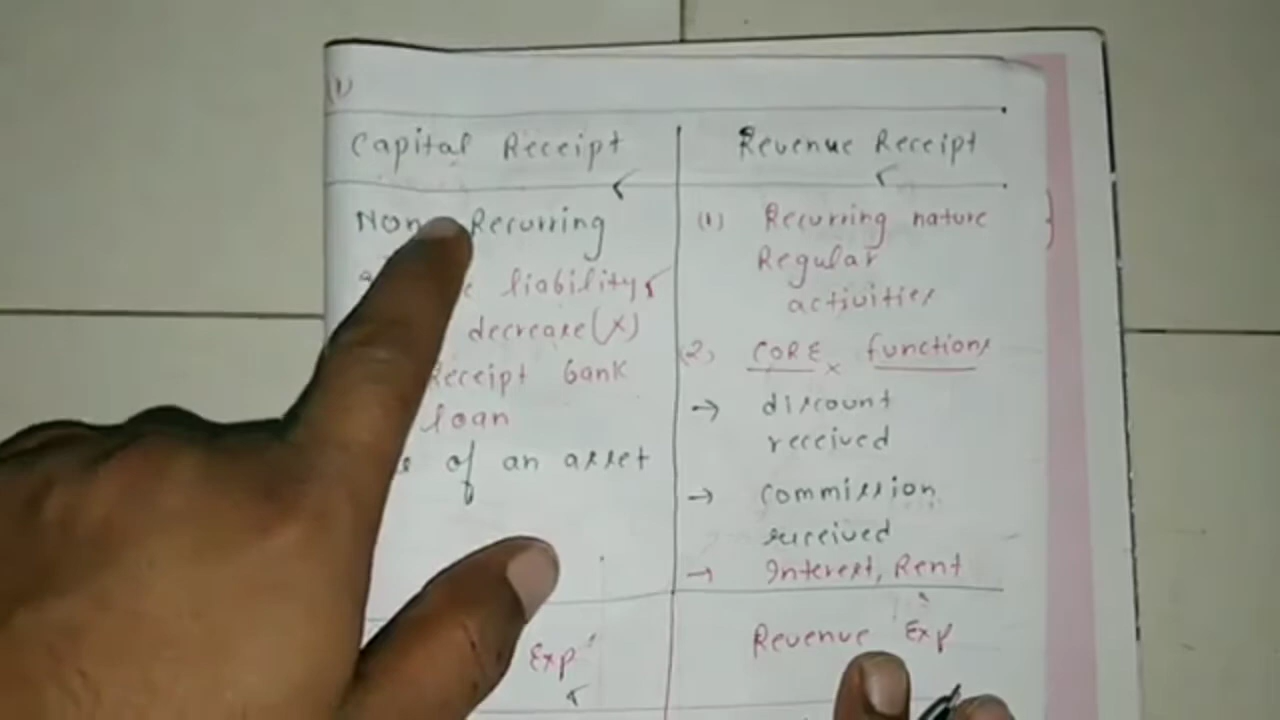 (1)
Capital Receipt
Revenue Receipt
Non Recurring
liability
decrease (x)
Receipt bank
loan
of an asset
Exp
(1) Recurring nature
Regular
activities
(2) CORE functions
→ discount
received
→ commission
received
→ Interest, Rent
Revenue Exp